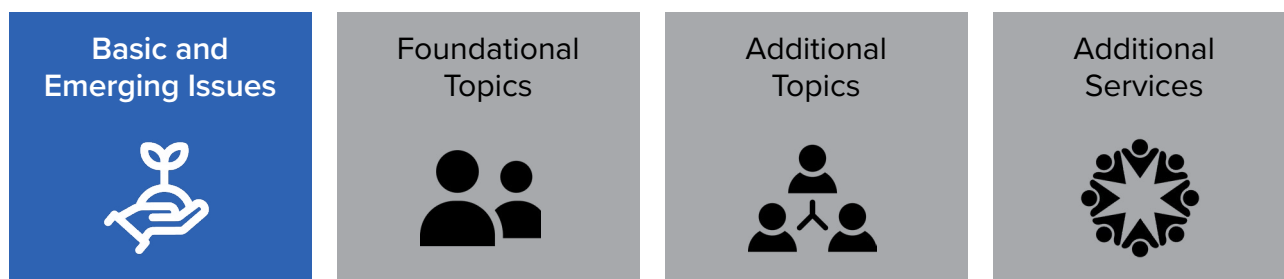 Basic and
Emerging Issues
Foundational
Topics
Additional
Topics
Additional
Services